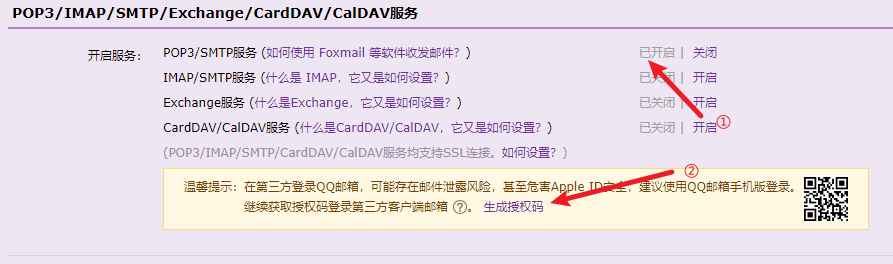 POP3/IMAP/SMTP/Exchange/CardDAV/CalDAV服务
开启服务： POP3/SMTP服务 (如何使用 Foxmail 等软件收发邮件？) 已开启 | 关闭
IMAP/SMTP服务 (什么是 IMAP，它又是如何设置？) 已关闭 | 开启
Exchange服务 (什么是Exchange，它又是如何设置？) 已关闭 | 开启
①
CardDAV/CalDAV服务 (什么是CardDAV/CalDAV，它又是如何设置？) 已关闭 | 开启
(POP3/IMAP/SMTP/CardDAV/CalDAV服务均支持SSL连接。如何设置？)
②
温馨提示：在第三方登录QQ邮箱，可能存在邮件泄露风险，甚至危害Apple ID安全，建议使用QQ邮箱手机版登录。
继续获取授权码登录第三方客户端邮箱 ?。 生成授权码